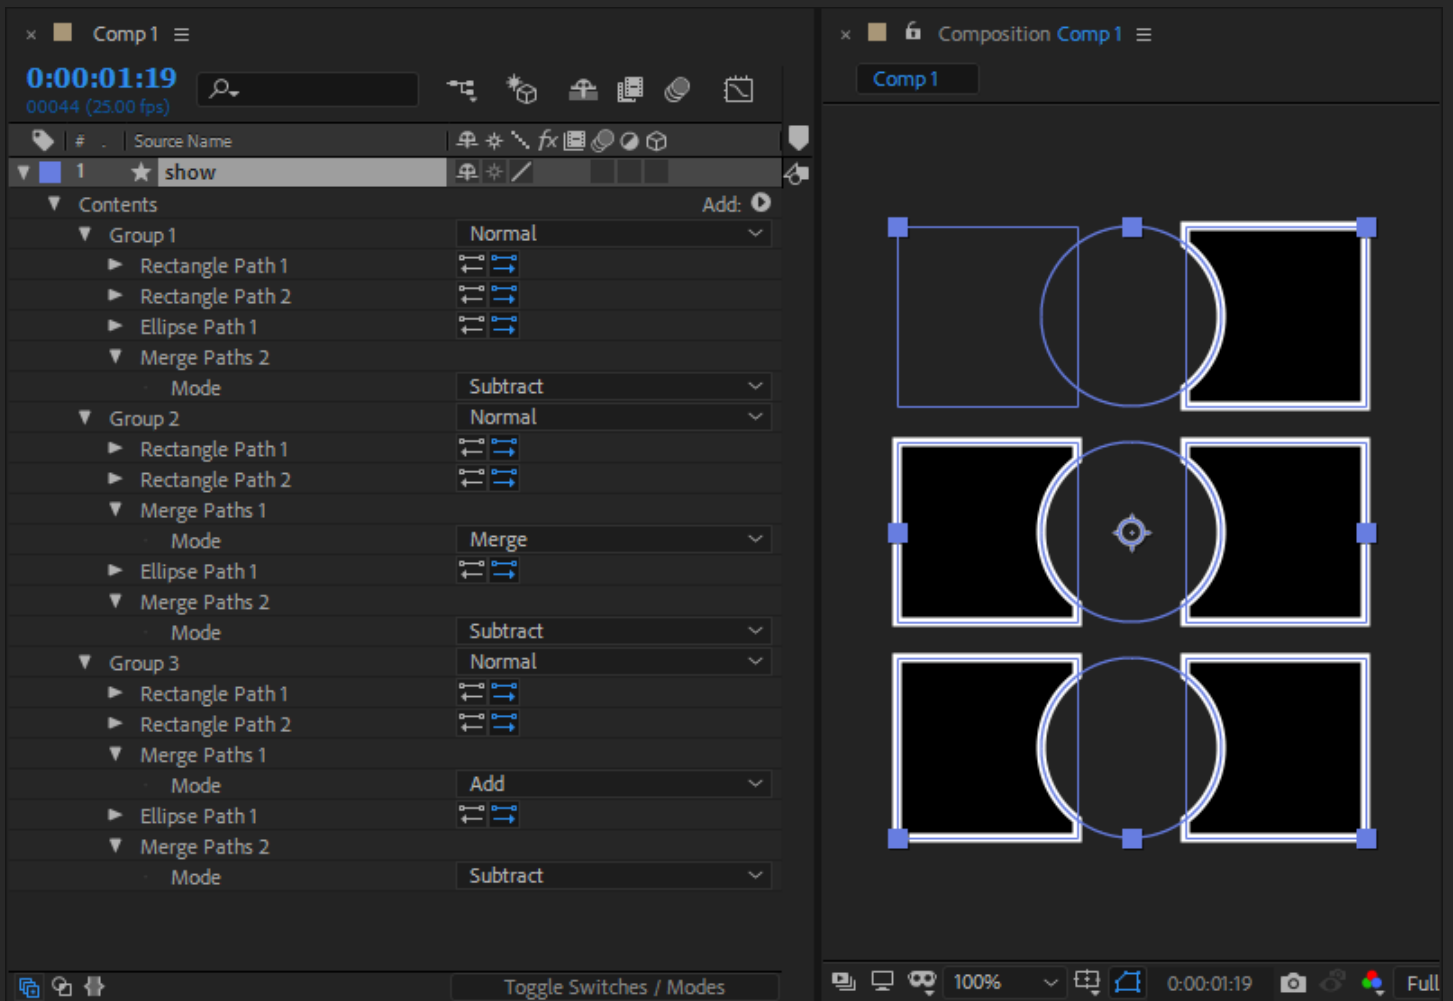 Comp 1
0:00:01:19
00044 (25.00 fps)
# . Source Name fx
1 show
Contents Add:
Group 1 Normal
Rectangle Path 1
Rectangle Path 2
Ellipse Path 1
Merge Paths 2
Mode Subtract
Group 2 Normal
Rectangle Path 1
Rectangle Path 2
Merge Paths 1
Mode Merge
Ellipse Path 1
Merge Paths 2
Mode Subtract
Group 3 Normal
Rectangle Path 1
Rectangle Path 2
Merge Paths 1
Mode Add
Ellipse Path 1
Merge Paths 2
Mode Subtract
Toggle Switches / Modes
Composition Comp 1
Comp 1
100% 0:00:01:19 Full